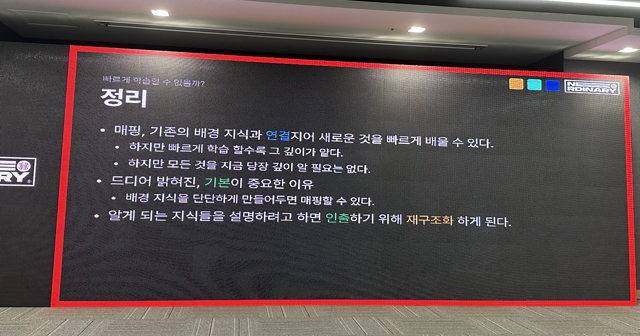 빠르게 학습할 수 없을까?
정리
NE
RDINARY
• 매핑, 기존의 배경 지식과 연결지어 새로운 것을 빠르게 배울 수 있다.
• 하지만 빠르게 학습 할수록 그 깊이가 얕다.
• 하지만 모든 것을 지금 당장 깊이 알 필요는 없다.
• 드디어 밝혀진, 기본이 중요한 이유
• 배경 지식을 단단하게 만들어두면 매핑할 수 있다.
• 알게 되는 지식들을 설명하려고 하면 인출하기 위해 재구조화 하게 된다.
RY